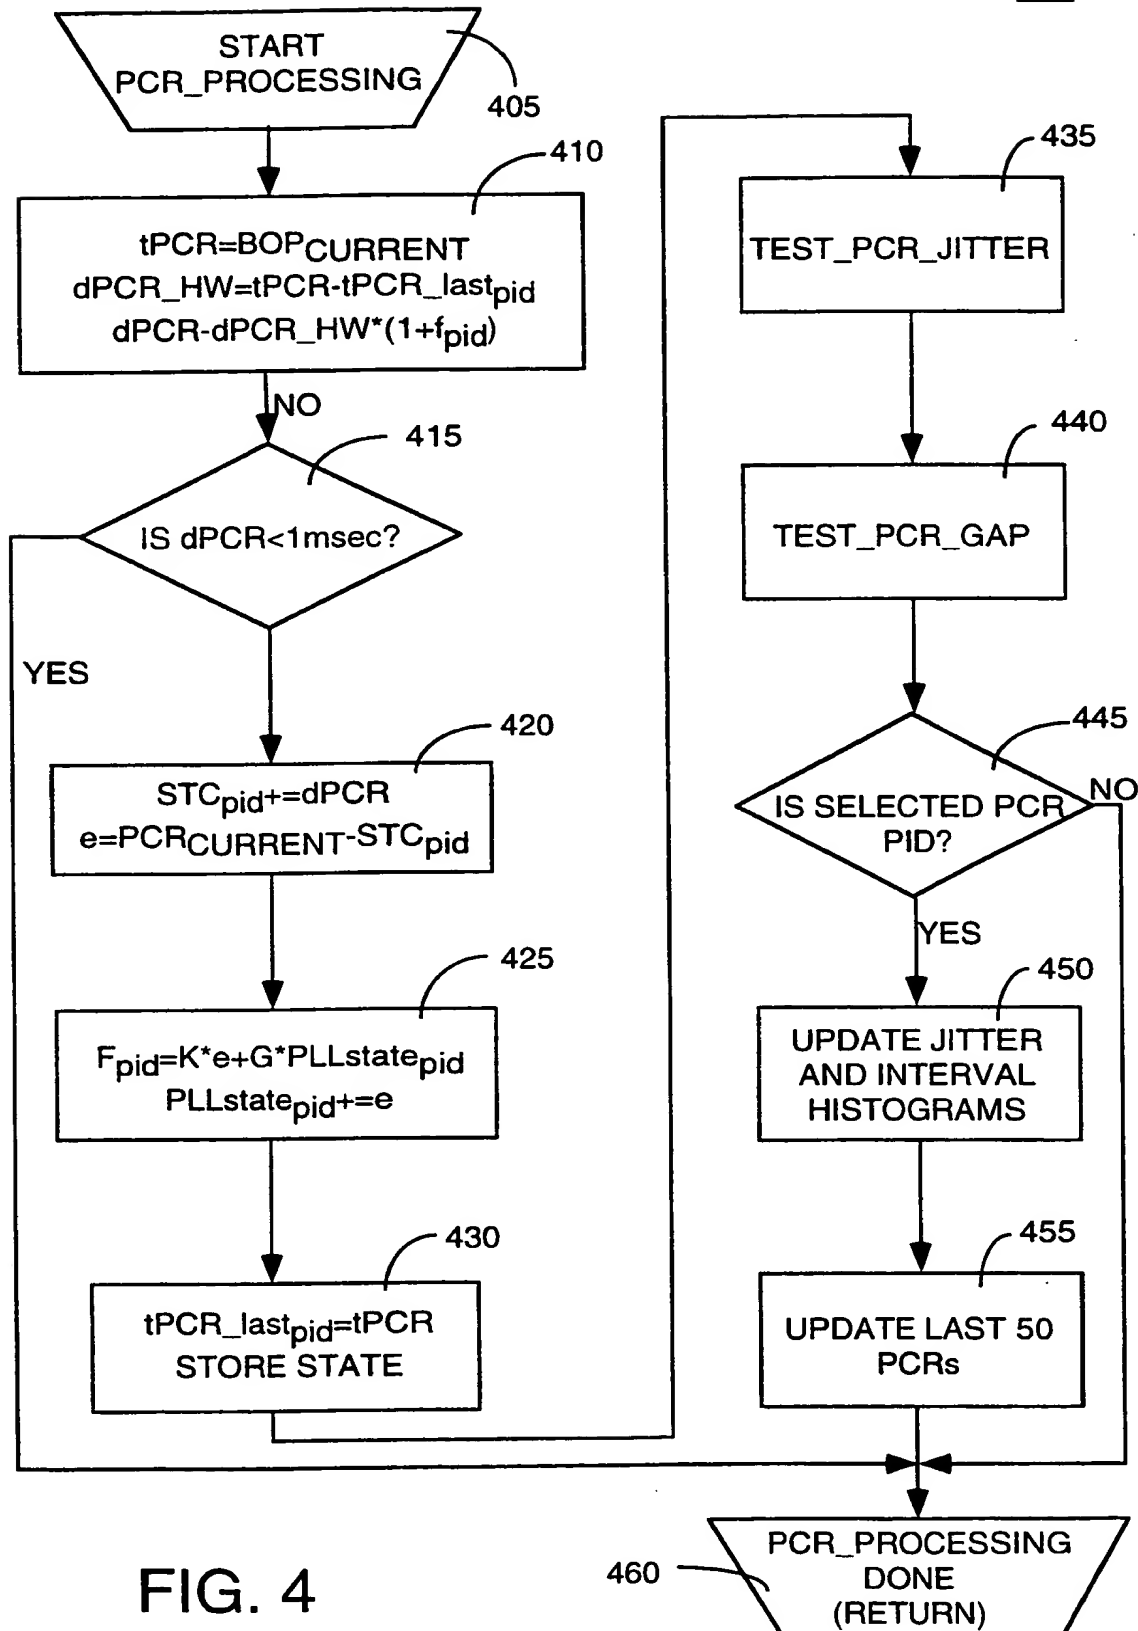 START
PCR_PROCESSING
405
410
tPCR=BOPCURRENT
dPCR_HW=tPCR-tPCR_lastpid
dPCR-dPCR_HW*(1+fpid)
NO
415
IS dPCR<1msec?
YES
420
STCpid+=dPCR
e=PCRCURRENT-STCpid
425
Fpid=K*e+G*PLLstatepid
PLLstatepid+=e
430
tPCR_lastpid=tPCR
STORE STATE
435
TEST_PCR_JITTER
440
TEST_PCR_GAP
445
IS SELECTED PCR
PID?
NO
YES
450
UPDATE JITTER
AND INTERVAL
HISTOGRAMS
455
UPDATE LAST 50
PCRs
460
PCR_PROCESSING
DONE
(RETURN)
FIG. 4